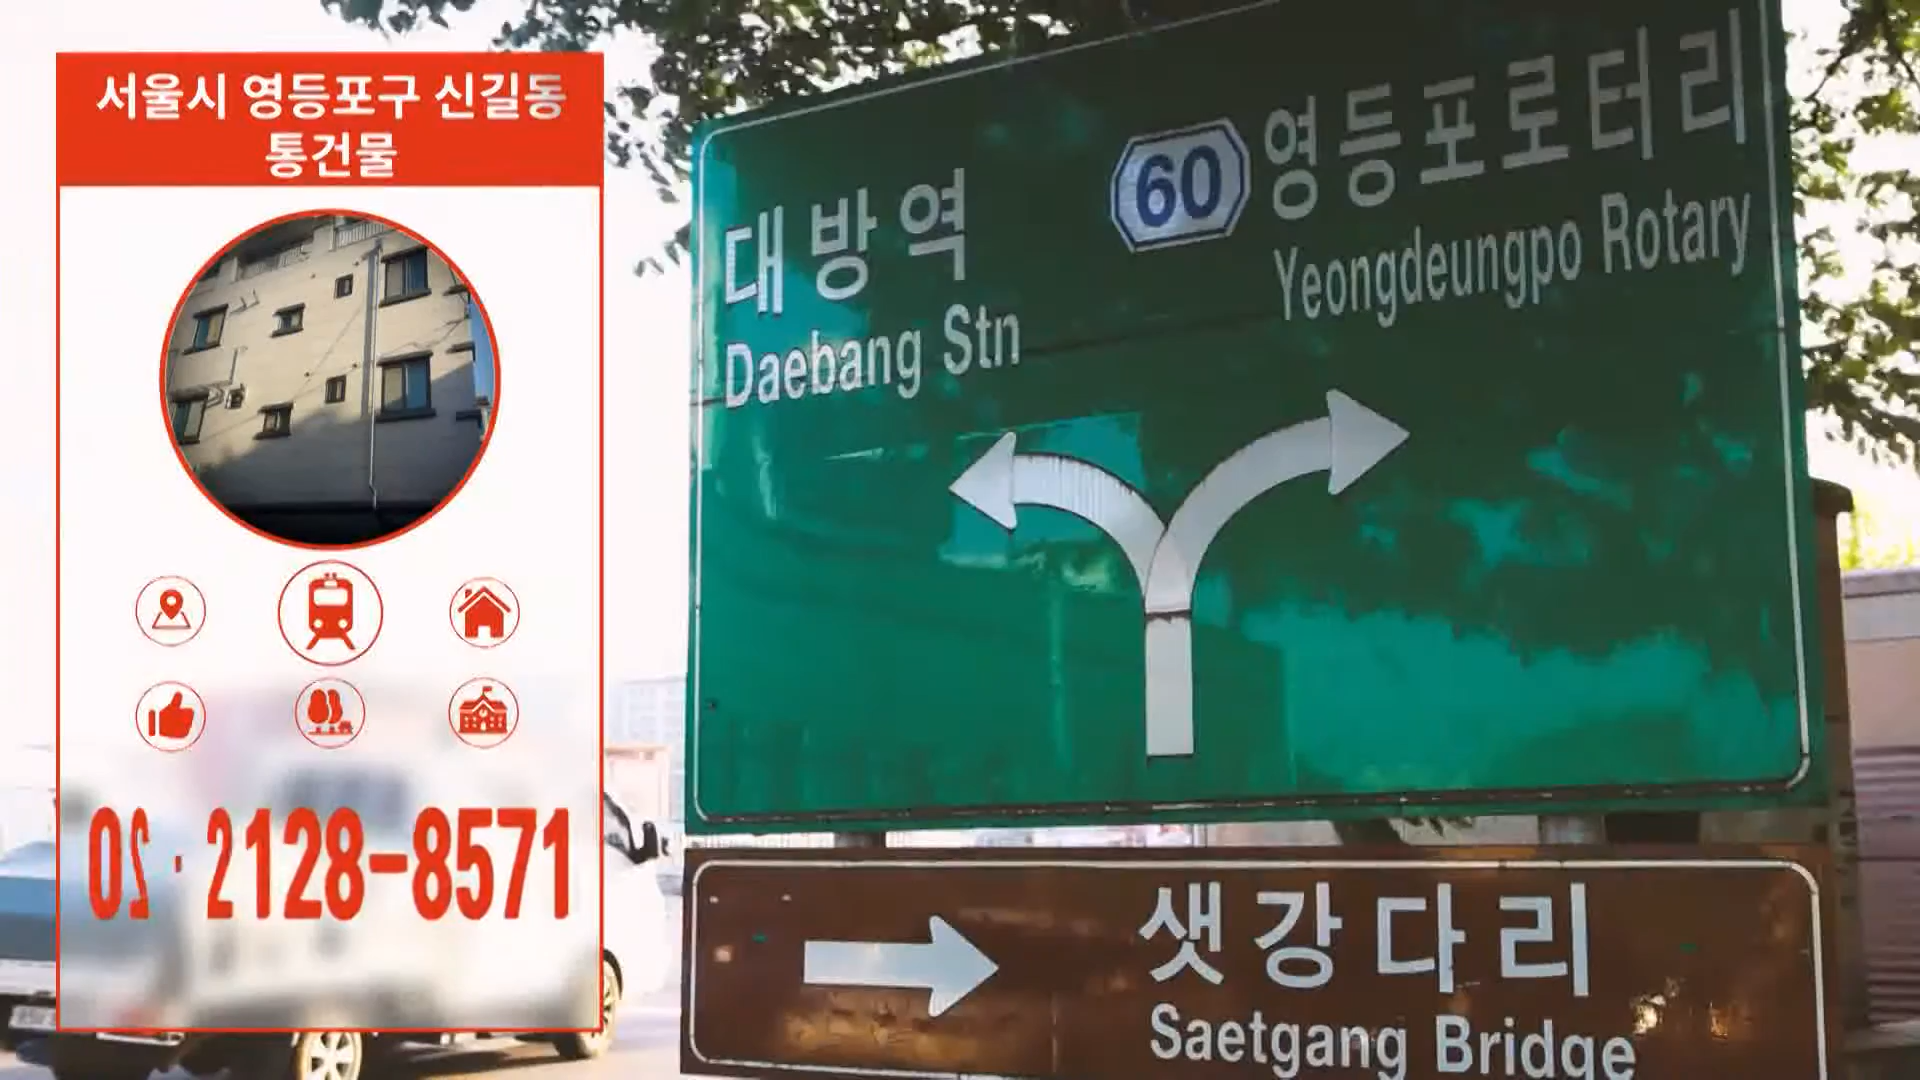 서울시 영등포구 신길동
통건물
02-2128-8571
대방역
Daebang Stn
60 영등포로터리
Yeongdeungpo Rotary
샛강다리
Saetgang Bridge